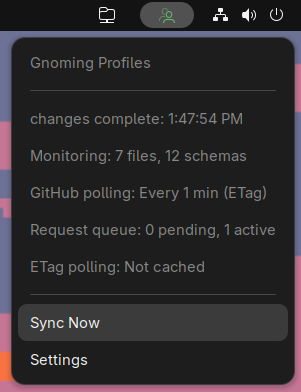 Gnoming Profiles
changes complete: 1:47:54 PM
Monitoring: 7 files, 12 schemas
GitHub polling: Every 1 min (ETag)
Request queue: 0 pending, 1 active
ETag polling: Not cached
Sync Now
Settings